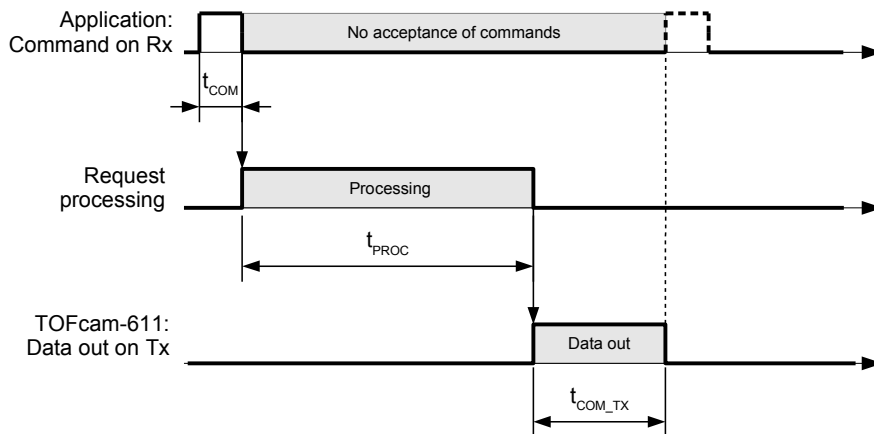 Application:
Command on Rx
No acceptance of commands
tCOM
Request
processing
Processing
tPROC
TOFcam-611:
Data out on Tx
Data out
tCOM_TX